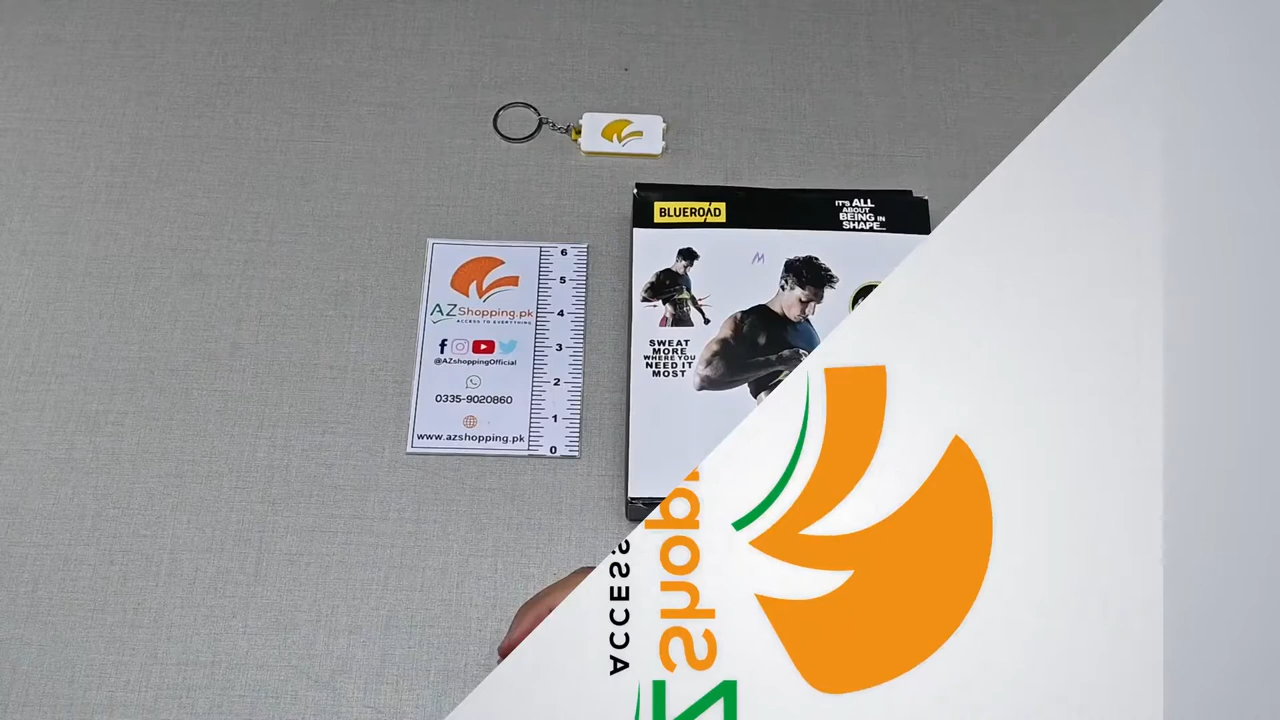 BLUEROAD
IT'S ALL
ABOUT
BEING IN
SHAPE...
M
SWEAT
MORE
WHERE YOU
NEED IT
MOST
AZShopping.pk
ACCESS TO EVERYTHING
@AZshoppingOfficial
0335-9020860
www.azshopping.pk
6
5
4
3
2
1
0
ACCESS
Shop